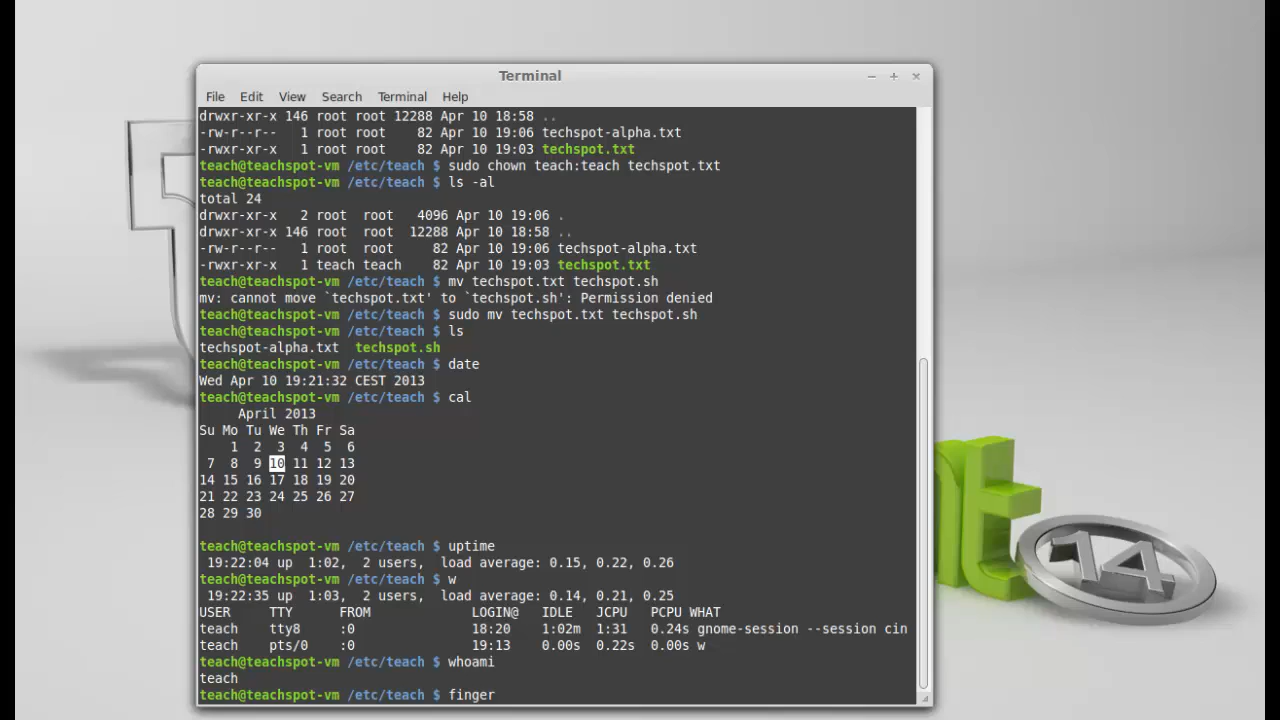 Terminal
File Edit View Search Terminal Help
drwxr-xr-x 146 root root 12288 Apr 10 18:58 ..
-rw-r--r--   1 root root    82 Apr 10 19:06 techspot-alpha.txt
-rwxr-xr-x   1 root root    82 Apr 10 19:03 techspot.txt
teach@teachspot-vm /etc/teach $ sudo chown teach:teach techspot.txt
teach@teachspot-vm /etc/teach $ ls -al
total 24
drwxr-xr-x   2 root  root   4096 Apr 10 19:06 .
drwxr-xr-x 146 root  root  12288 Apr 10 18:58 ..
-rw-r--r--   1 root  root     82 Apr 10 19:06 techspot-alpha.txt
-rwxr-xr-x   1 teach teach    82 Apr 10 19:03 techspot.txt
teach@teachspot-vm /etc/teach $ mv techspot.txt techspot.sh
mv: cannot move `techspot.txt' to `techspot.sh': Permission denied
teach@teachspot-vm /etc/teach $ sudo mv techspot.txt techspot.sh
teach@teachspot-vm /etc/teach $ ls
techspot-alpha.txt  techspot.sh
teach@teachspot-vm /etc/teach $ date
Wed Apr 10 19:21:32 CEST 2013
teach@teachspot-vm /etc/teach $ cal
     April 2013
Su Mo Tu We Th Fr Sa
    1  2  3  4  5  6
 7  8  9 10 11 12 13
14 15 16 17 18 19 20
21 22 23 24 25 26 27
28 29 30
teach@teachspot-vm /etc/teach $ uptime
 19:22:04 up  1:02,  2 users,  load average: 0.15, 0.22, 0.26
teach@teachspot-vm /etc/teach $ w
 19:22:35 up  1:03,  2 users,  load average: 0.14, 0.21, 0.25
USER     TTY      FROM             LOGIN@   IDLE   JCPU   PCPU WHAT
teach    tty8     :0               18:20    1:02m  1:31   0.24s gnome-session --session cin
teach    pts/0    :0               19:13    0.00s  0.22s  0.00s w
teach@teachspot-vm /etc/teach $ whoami
teach
teach@teachspot-vm /etc/teach $ finger
14